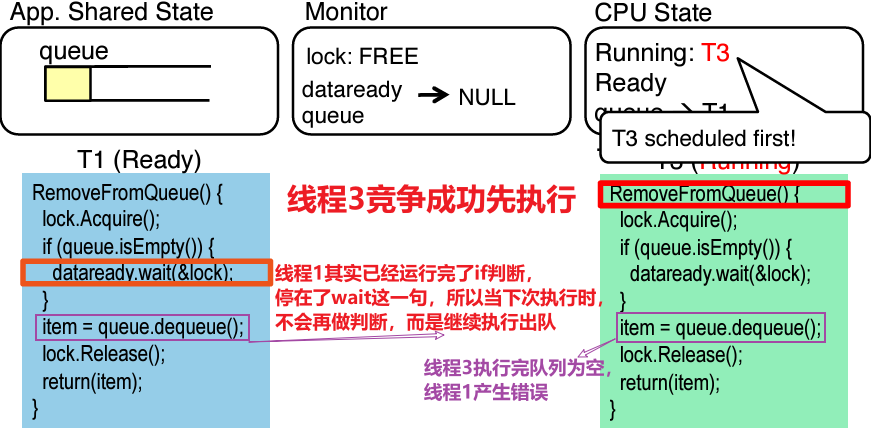 App. Shared State
Monitor
CPU State
queue
lock: FREE
dataready
queue
NULL
Running: T3
Ready
queue → T1
T3 scheduled first!
T1 (Ready)
RemoveFromQueue() {
lock.Acquire();
if (queue.isEmpty()) {
dataready.wait(&lock);
}
item = queue.dequeue();
lock.Release();
return(item);
}
线程3竞争成功先执行
线程1其实已经运行完了if判断,
停在了wait这一句，所以当下次执行时,
不会再做判断，而是继续执行出队
线程3执行完队列为空,
线程1产生错误
T3 (Running)
RemoveFromQueue() {
lock.Acquire();
if (queue.isEmpty()) {
dataready.wait(&lock);
}
item = queue.dequeue();
lock.Release();
return(item);
}